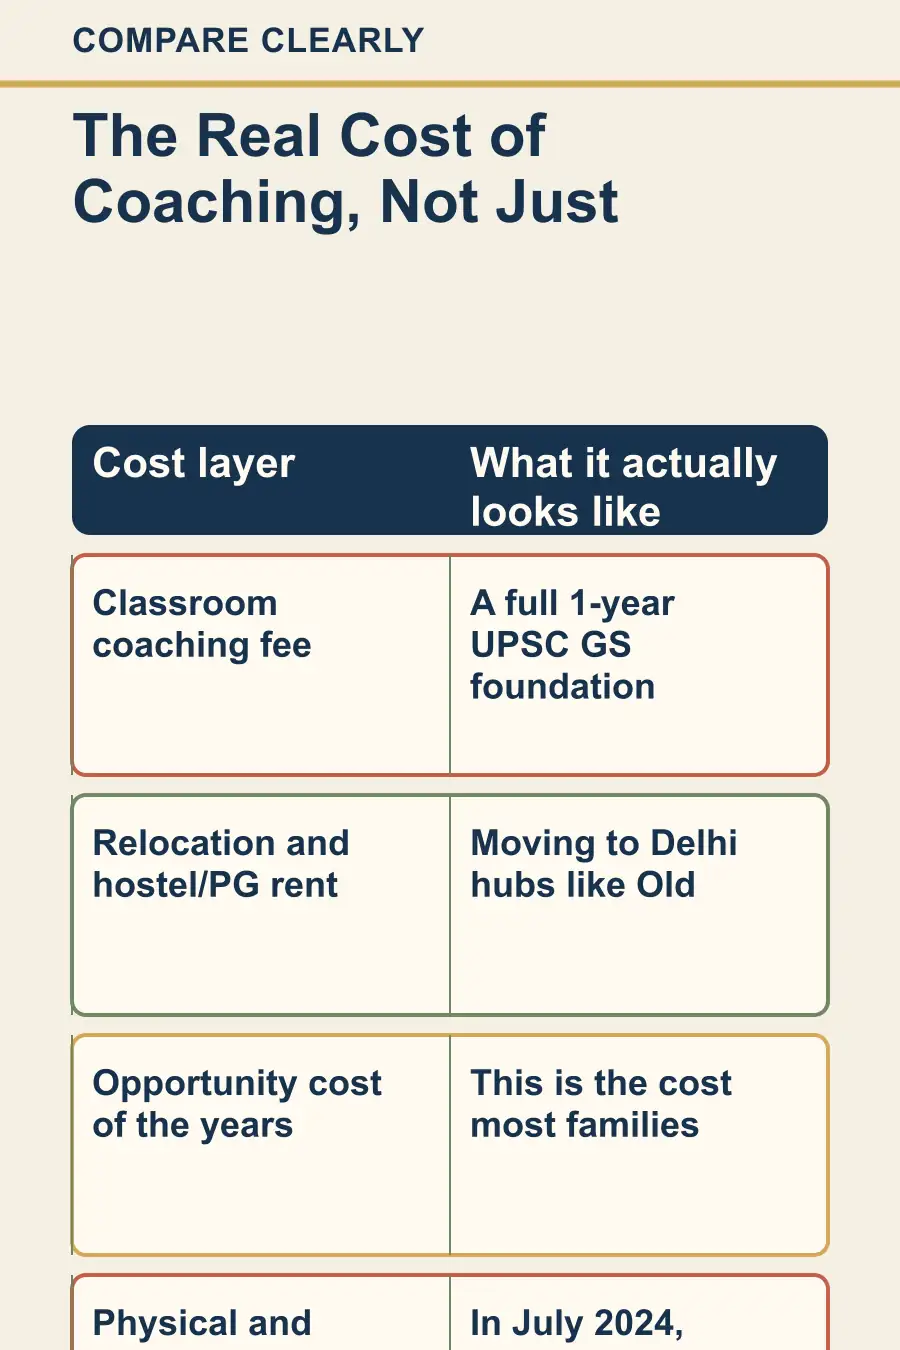 COMPARE CLEARLY
The Real Cost of
Coaching, Not Just
Cost layer
What it actually
looks like
Classroom
coaching fee
A full 1-year
UPSC GS
foundation
Relocation and
hostel/PG rent
Moving to Delhi
hubs like Old
Opportunity cost
of the years
This is the cost
most families
Physical and
In July 2024,